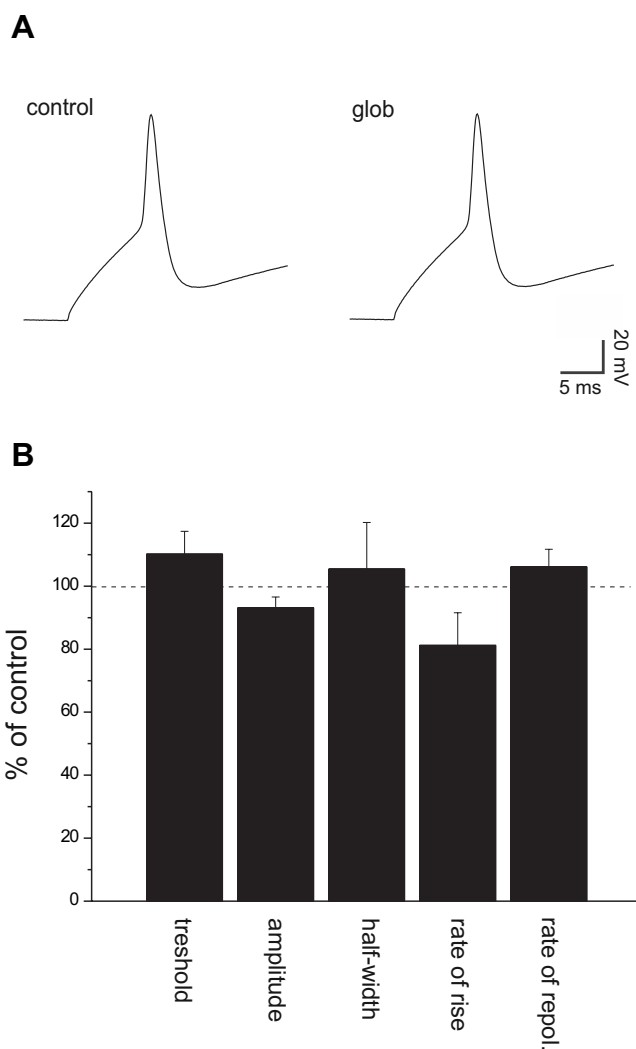 A
control
glob
20 mV
5 ms
B
% of control
120
100
80
60
40
20
0
treshold
amplitude
half-width
rate of rise
rate of repol.